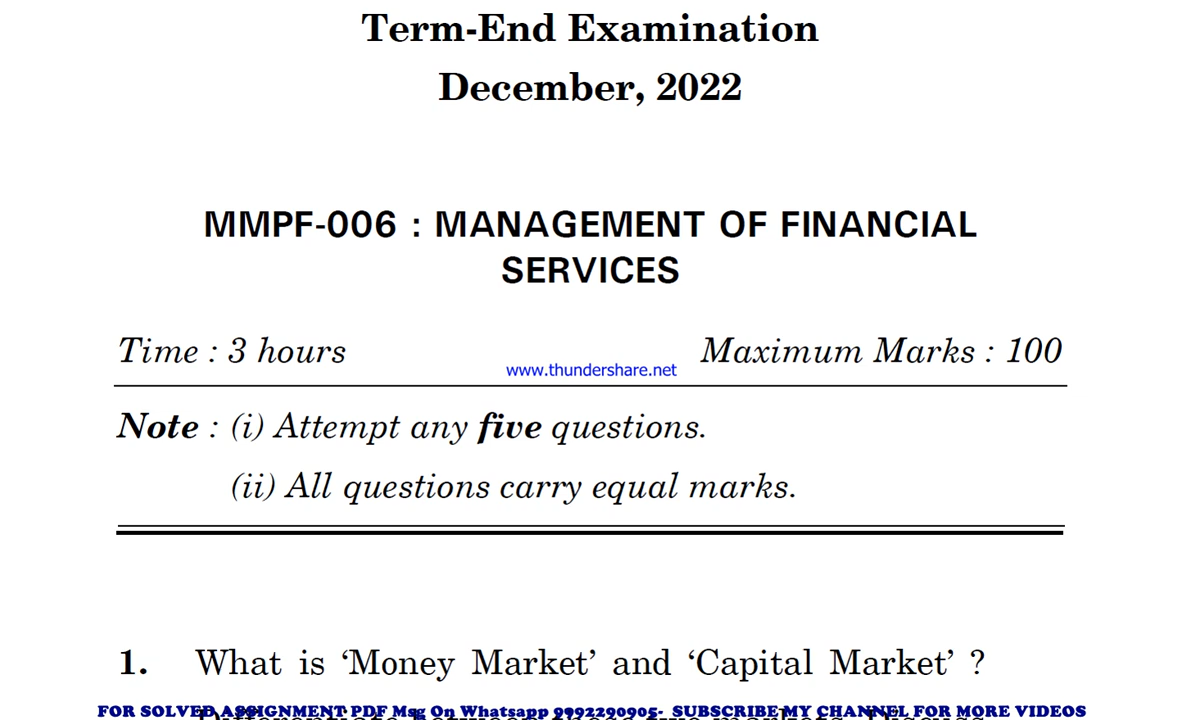 Term-End Examination
December, 2022
MMPF-006 : MANAGEMENT OF FINANCIAL
SERVICES
Time : 3 hours Maximum Marks : 100
www.thundershare.net
Note : (i) Attempt any five questions.
(ii) All questions carry equal marks.
1. What is ‘Money Market’ and ‘Capital Market’ ?
FOR SOLVED ASSIGNMENT PDF Msg On Whatsapp 9992290905- SUBSCRIBE MY CHANNEL FOR MORE VIDEOS